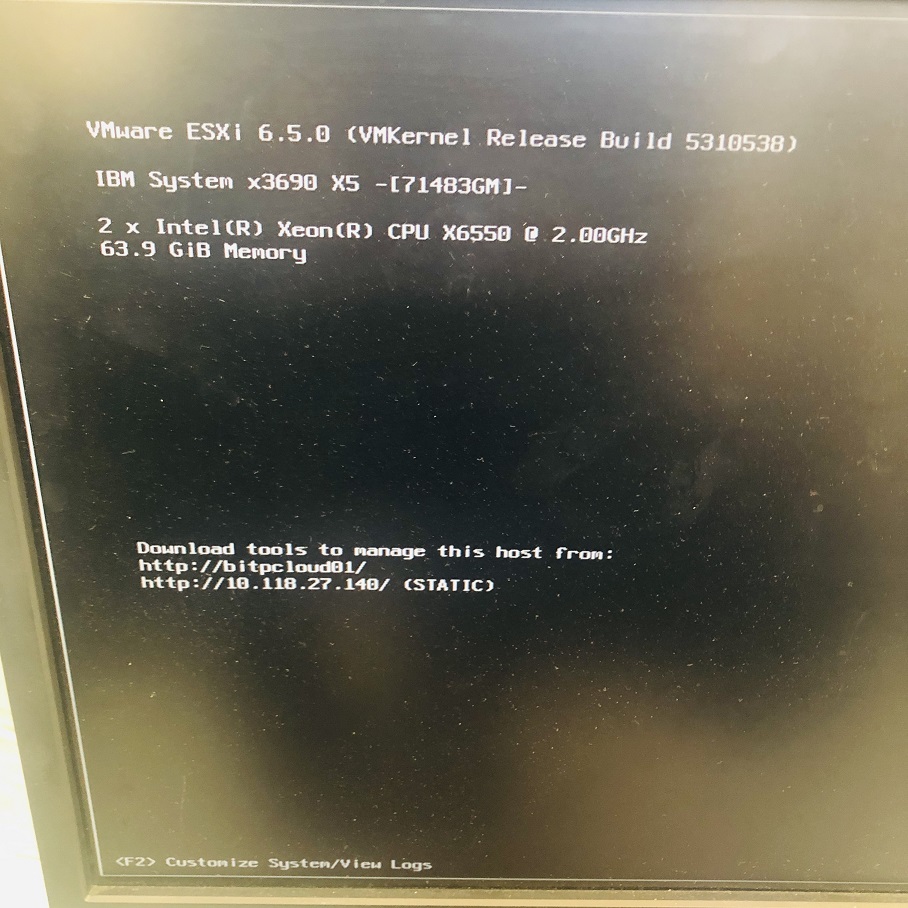 VMware ESXi 6.5.0 (VMKernel Release Build 5310538)
IBM System x3690 X5 -[71483GM]-
2 x Intel(R) Xeon(R) CPU X6550 @ 2.00GHz
63.9 GiB Memory
Download tools to manage this host from:
http://bitpcloud01/
http://10.118.27.140/ (STATIC)
<F2> Customize System/View Logs